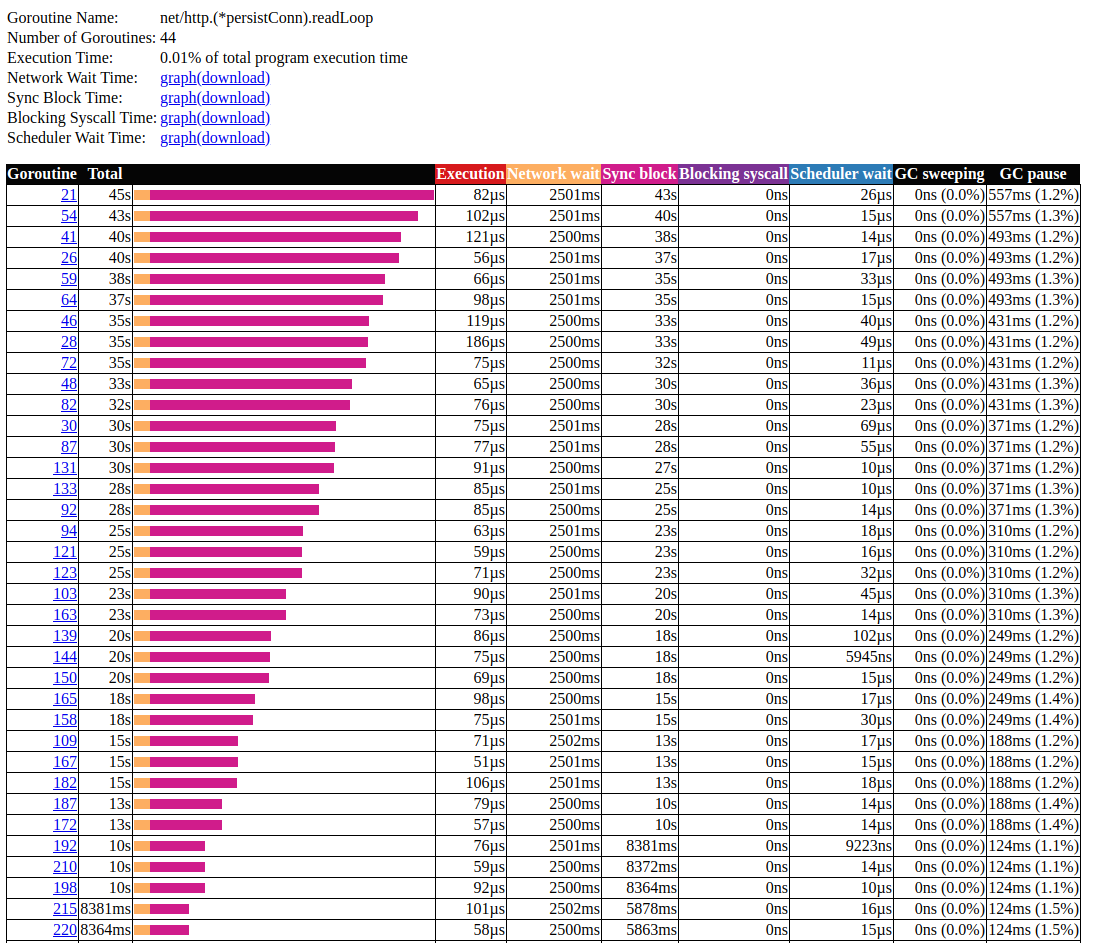 Goroutine Name: net/http.(*persistConn).readLoop
Number of Goroutines: 44
Execution Time: 0.01% of total program execution time
Network Wait Time: graph(download)
Sync Block Time: graph(download)
Blocking Syscall Time: graph(download)
Scheduler Wait Time: graph(download)
Goroutine Total Execution Network wait Sync block Blocking syscall Scheduler wait GC sweeping GC pause
21 45s 82µs 2501ms 43s 0ns 26µs 0ns (0.0%) 557ms (1.2%)
54 43s 102µs 2501ms 40s 0ns 15µs 0ns (0.0%) 557ms (1.3%)
41 40s 121µs 2500ms 38s 0ns 14µs 0ns (0.0%) 493ms (1.2%)
26 40s 56µs 2501ms 37s 0ns 17µs 0ns (0.0%) 493ms (1.2%)
59 38s 66µs 2501ms 35s 0ns 33µs 0ns (0.0%) 493ms (1.3%)
64 37s 98µs 2501ms 35s 0ns 15µs 0ns (0.0%) 493ms (1.3%)
46 35s 119µs 2500ms 33s 0ns 40µs 0ns (0.0%) 431ms (1.2%)
28 35s 186µs 2500ms 33s 0ns 49µs 0ns (0.0%) 431ms (1.2%)
72 35s 75µs 2500ms 32s 0ns 11µs 0ns (0.0%) 431ms (1.2%)
48 33s 65µs 2500ms 30s 0ns 36µs 0ns (0.0%) 431ms (1.3%)
82 32s 76µs 2500ms 30s 0ns 23µs 0ns (0.0%) 431ms (1.3%)
30 30s 75µs 2501ms 28s 0ns 69µs 0ns (0.0%) 371ms (1.2%)
87 30s 77µs 2501ms 28s 0ns 55µs 0ns (0.0%) 371ms (1.2%)
131 30s 91µs 2500ms 27s 0ns 10µs 0ns (0.0%) 371ms (1.2%)
133 28s 85µs 2501ms 25s 0ns 10µs 0ns (0.0%) 371ms (1.3%)
92 28s 85µs 2500ms 25s 0ns 14µs 0ns (0.0%) 371ms (1.3%)
94 25s 63µs 2501ms 23s 0ns 18µs 0ns (0.0%) 310ms (1.2%)
121 25s 59µs 2500ms 23s 0ns 16µs 0ns (0.0%) 310ms (1.2%)
123 25s 71µs 2500ms 23s 0ns 32µs 0ns (0.0%) 310ms (1.2%)
103 23s 90µs 2501ms 20s 0ns 45µs 0ns (0.0%) 310ms (1.3%)
163 23s 73µs 2500ms 20s 0ns 14µs 0ns (0.0%) 310ms (1.3%)
139 20s 86µs 2500ms 18s 0ns 102µs 0ns (0.0%) 249ms (1.2%)
144 20s 75µs 2500ms 18s 0ns 5945ns 0ns (0.0%) 249ms (1.2%)
150 20s 69µs 2500ms 18s 0ns 15µs 0ns (0.0%) 249ms (1.2%)
165 18s 98µs 2500ms 15s 0ns 17µs 0ns (0.0%) 249ms (1.4%)
158 18s 75µs 2501ms 15s 0ns 30µs 0ns (0.0%) 249ms (1.4%)
109 15s 71µs 2502ms 13s 0ns 17µs 0ns (0.0%) 188ms (1.2%)
167 15s 51µs 2501ms 13s 0ns 15µs 0ns (0.0%) 188ms (1.2%)
182 15s 106µs 2501ms 13s 0ns 18µs 0ns (0.0%) 188ms (1.2%)
187 13s 79µs 2500ms 10s 0ns 14µs 0ns (0.0%) 188ms (1.4%)
172 13s 57µs 2500ms 10s 0ns 14µs 0ns (0.0%) 188ms (1.4%)
192 10s 76µs 2501ms 8381ms 0ns 9223ns 0ns (0.0%) 124ms (1.1%)
210 10s 59µs 2500ms 8372ms 0ns 14µs 0ns (0.0%) 124ms (1.1%)
198 10s 92µs 2500ms 8364ms 0ns 10µs 0ns (0.0%) 124ms (1.1%)
215 8381ms 101µs 2502ms 5878ms 0ns 16µs 0ns (0.0%) 124ms (1.5%)
220 8364ms 58µs 2500ms 5863ms 0ns 15µs 0ns (0.0%) 124ms (1.5%)